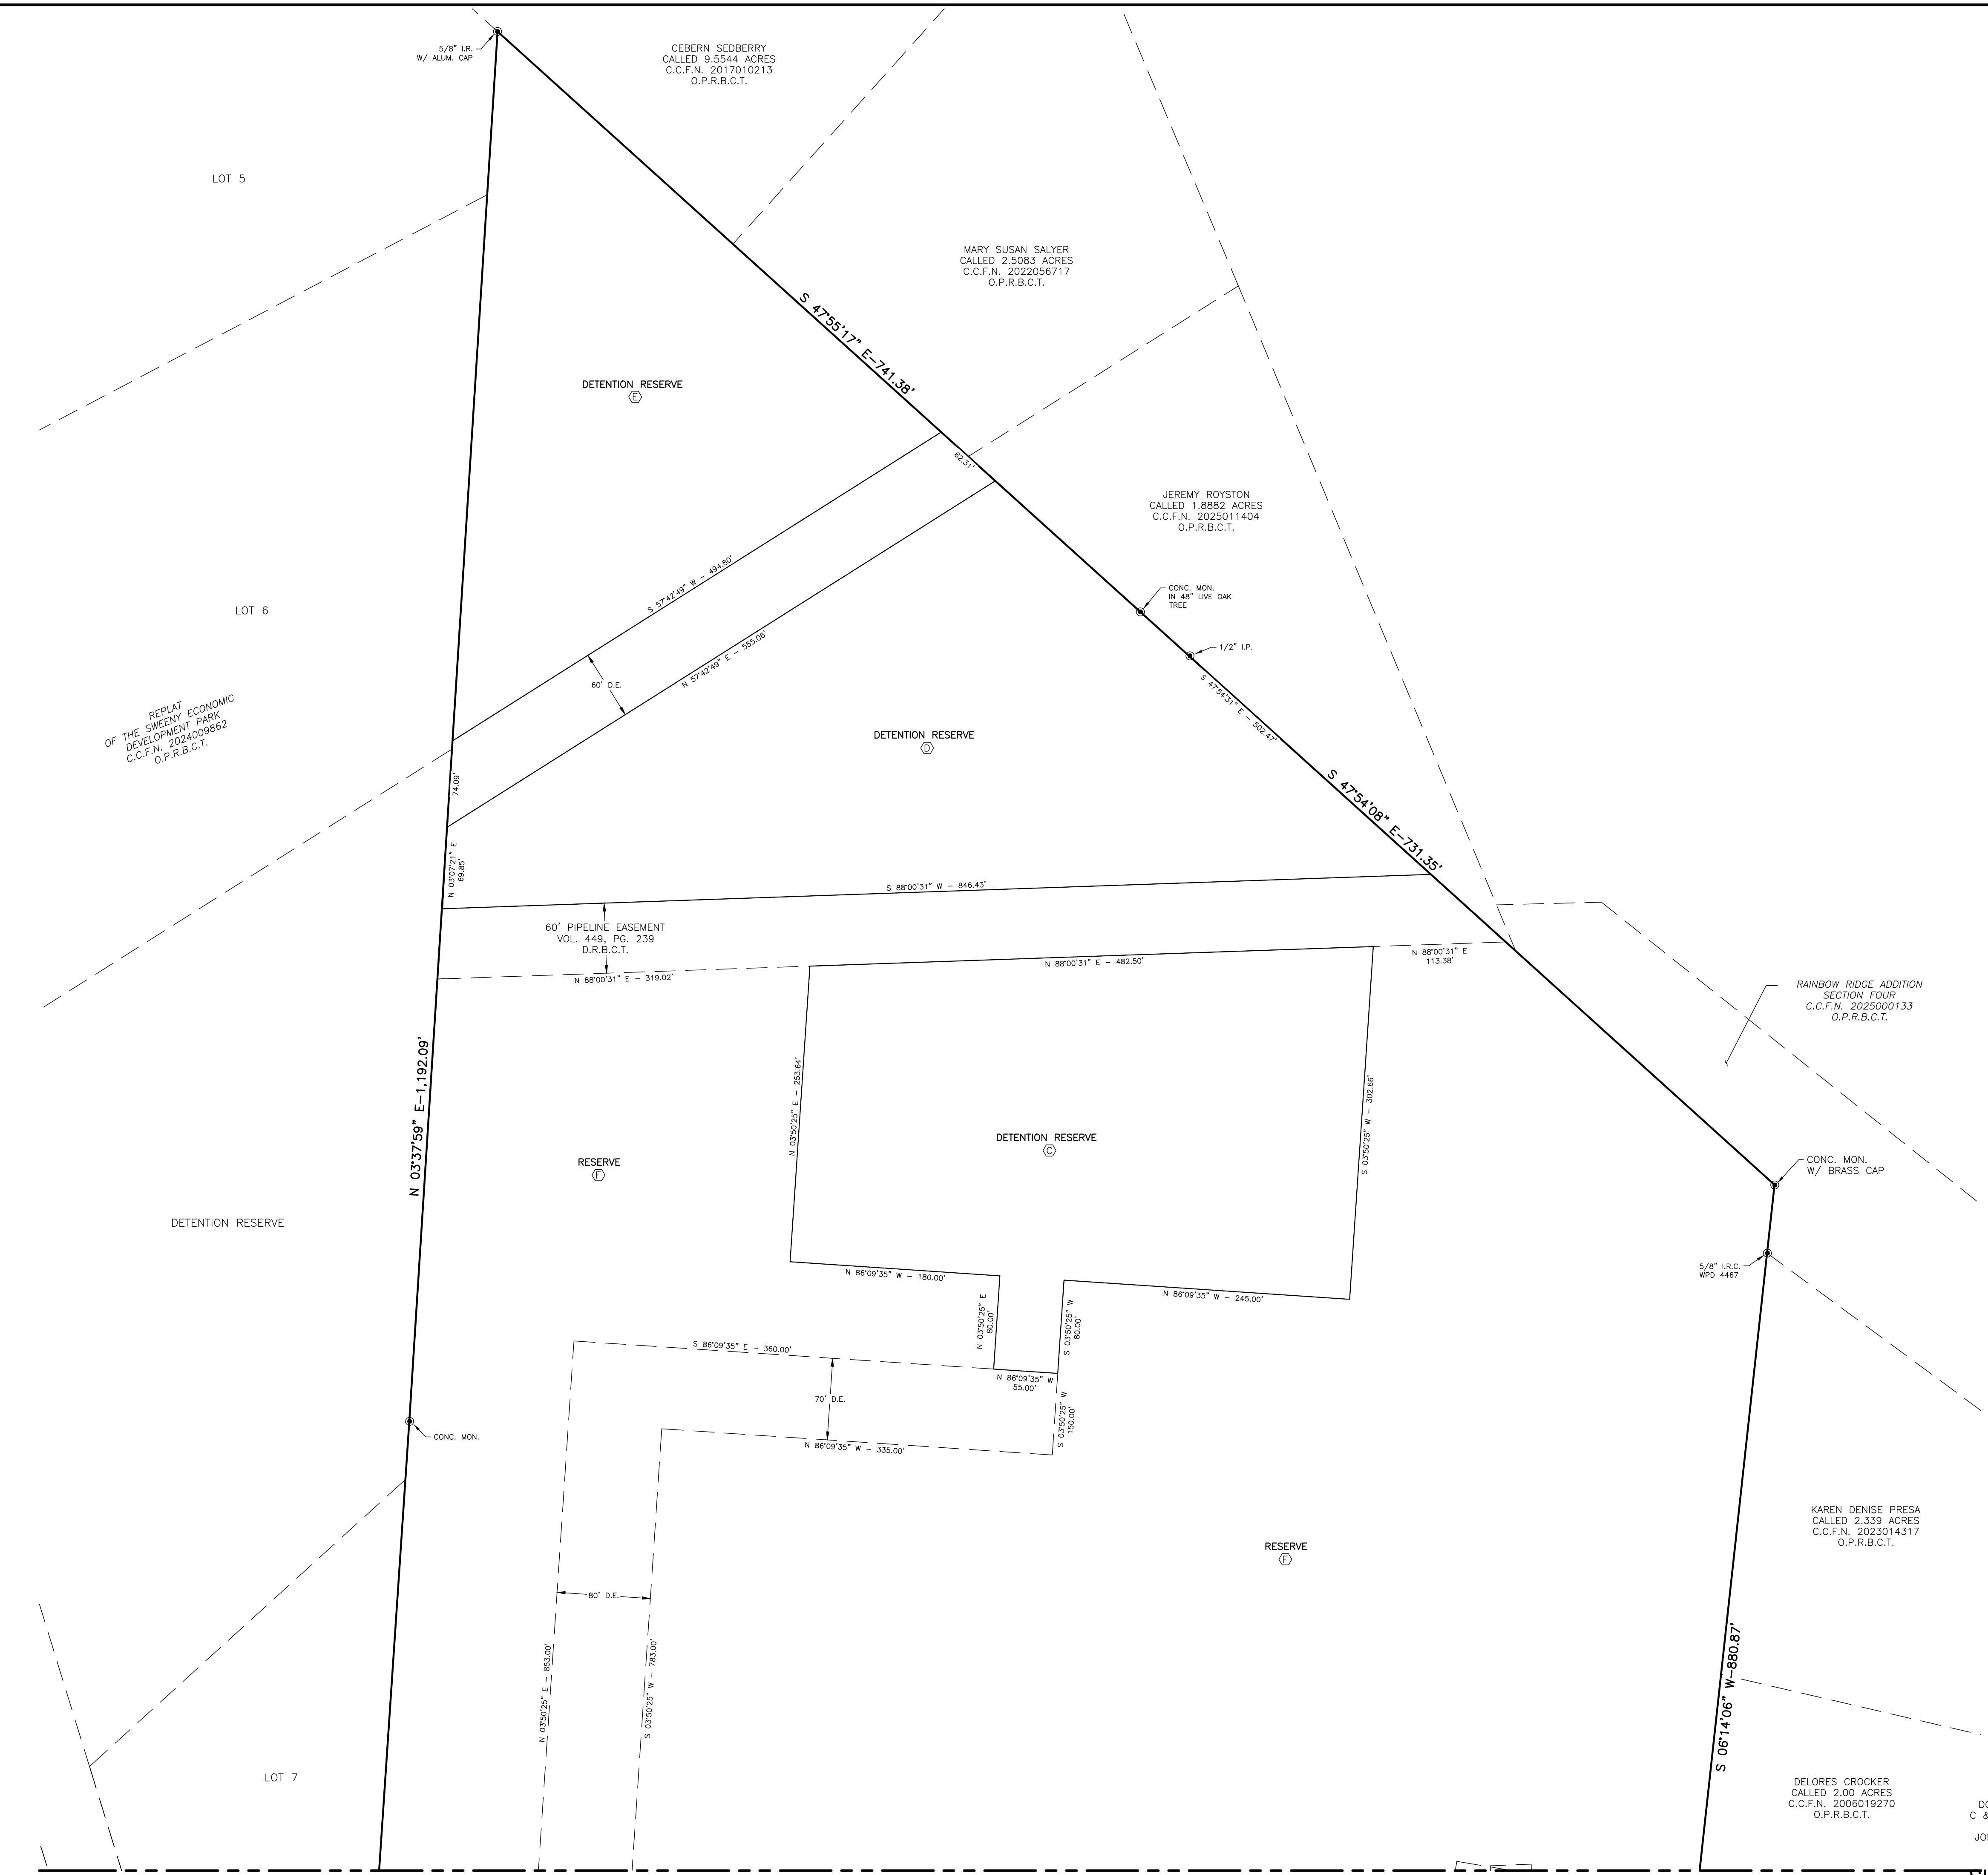 5/8" I.R.
W/ ALUM. CAP
CEBERN SEDBERRY
CALLED 9.5544 ACRES
C.C.F.N. 2017010213
O.P.R.B.C.T.
LOT 5
MARY SUSAN SALYER
CALLED 2.5083 ACRES
C.C.F.N. 2022056717
O.P.R.B.C.T.
S 47°55'17" E-741.38'
DETENTION RESERVE
E
62.31'
JEREMY ROYSTON
CALLED 1.8882 ACRES
C.C.F.N. 2025011404
O.P.R.B.C.T.
S 57°42'49" W - 494.80'
CONC. MON.
IN 48" LIVE OAK
TREE
LOT 6
1/2" I.P.
N 57°42'49" E - 555.06'
60' D.E.
S 47°54'31" E - 502.47'
REPLAT
OF THE SWEENY ECONOMIC
DEVELOPMENT PARK
C.C.F.N. 2024009862
O.P.R.B.C.T.
DETENTION RESERVE
D
74.09'
S 47°54'08" E-731.35'
N 03°07'21" E
69.85'
S 88°00'31" W - 846.43'
60' PIPELINE EASEMENT
VOL. 449, PG. 239
D.R.B.C.T.
N 88°00'31" E - 319.02'
N 88°00'31" E - 482.50'
N 88°00'31" E
113.38'
RAINBOW RIDGE ADDITION
SECTION FOUR
C.C.F.N. 2025000133
O.P.R.B.C.T.
N 03°37'59" E-1,192.09'
N 03°50'25" E - 253.64'
S 03°50'25" W - 302.66'
DETENTION RESERVE
C
RESERVE
F
CONC. MON.
W/ BRASS CAP
DETENTION RESERVE
5/8" I.R.C.
WPD 4467
N 86°09'35" W - 180.00'
N 86°09'35" W - 245.00'
N 03°50'25" E
80.00'
S 03°50'25" W
80.00'
S 86°09'35" E - 360.00'
N 86°09'35" W
55.00'
70' D.E.
S 03°50'25" W
150.00'
CONC. MON.
N 86°09'35" W - 335.00'
KAREN DENISE PRESA
CALLED 2.339 ACRES
C.C.F.N. 2023014317
O.P.R.B.C.T.
RESERVE
F
80' D.E.
N 03°50'25" E - 853.00'
S 03°50'25" W - 783.00'
S 06°14'06" W-880.87'
LOT 7
DELORES CROCKER
CALLED 2.00 ACRES
C.C.F.N. 2006019270
O.P.R.B.C.T.
C &